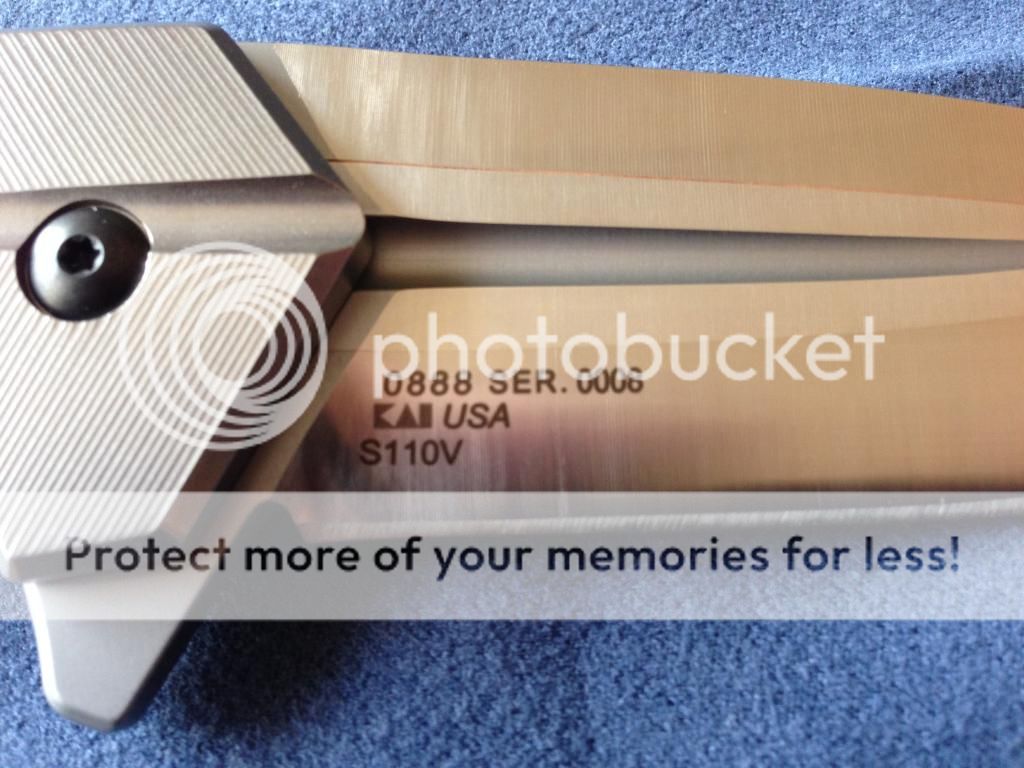 photobucket
0888 SER. 0006
KAI USA
S110V
Protect more of your memories for less!